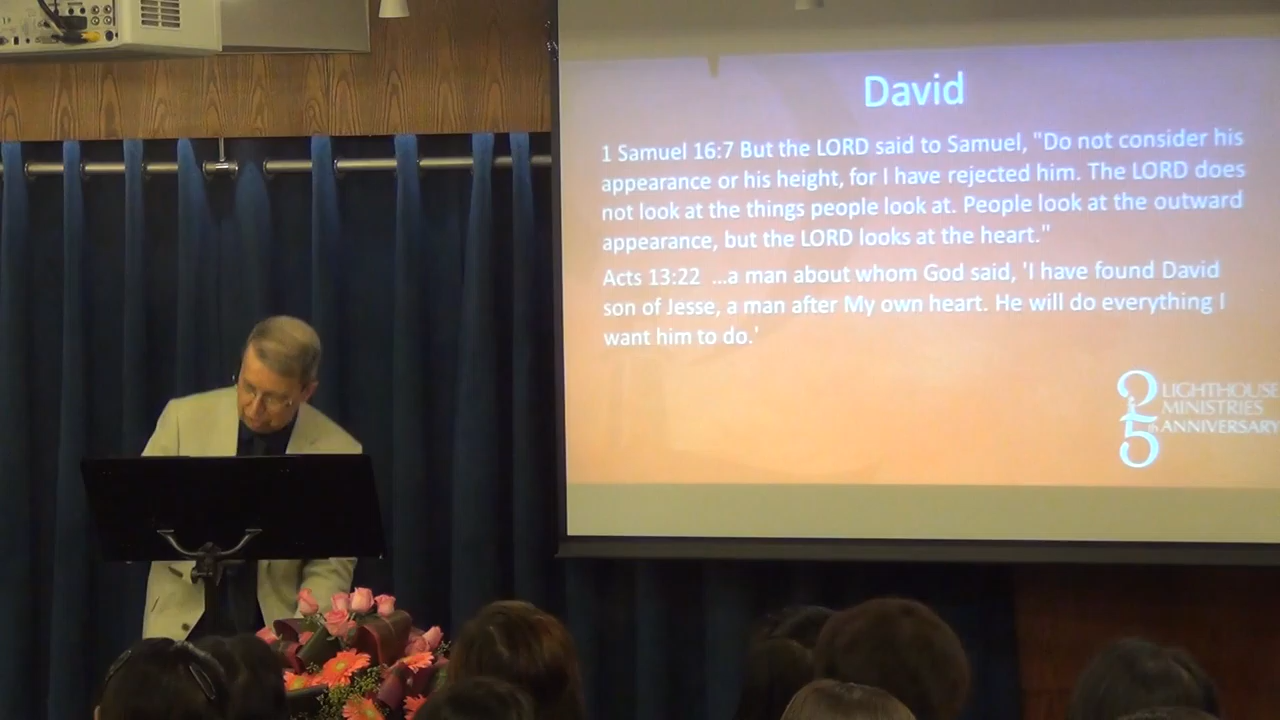 David
1 Samuel 16:7 But the LORD said to Samuel, "Do not consider his
appearance or his height, for I have rejected him. The LORD does
not look at the things people look at. People look at the outward
appearance, but the LORD looks at the heart."
Acts 13:22 ...a man about whom God said, 'I have found David
son of Jesse, a man after My own heart. He will do everything I
want him to do.'
25th LIGHTHOUSE
MINISTRIES
ANNIVERSARY